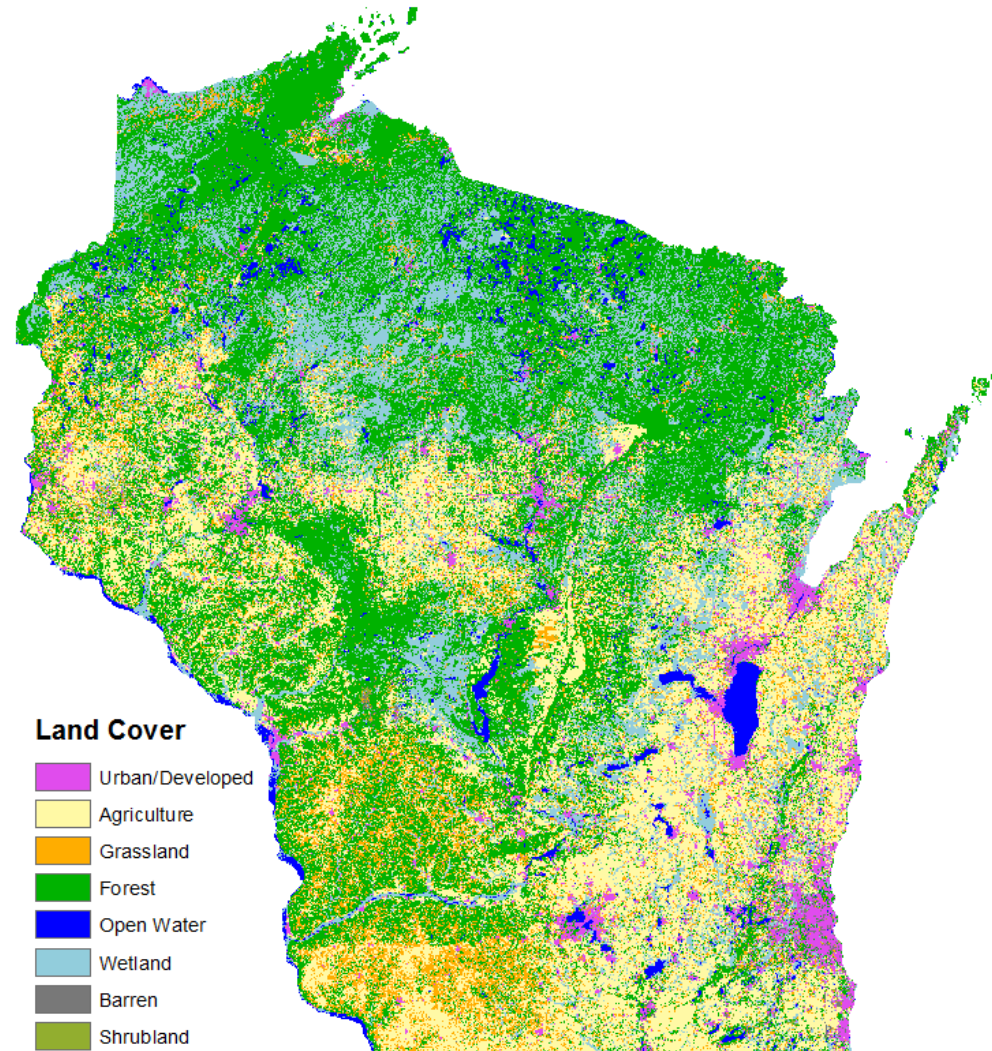 Land Cover
Urban/Developed
Agriculture
Grassland
Forest
Open Water
Wetland
Barren
Shrubland